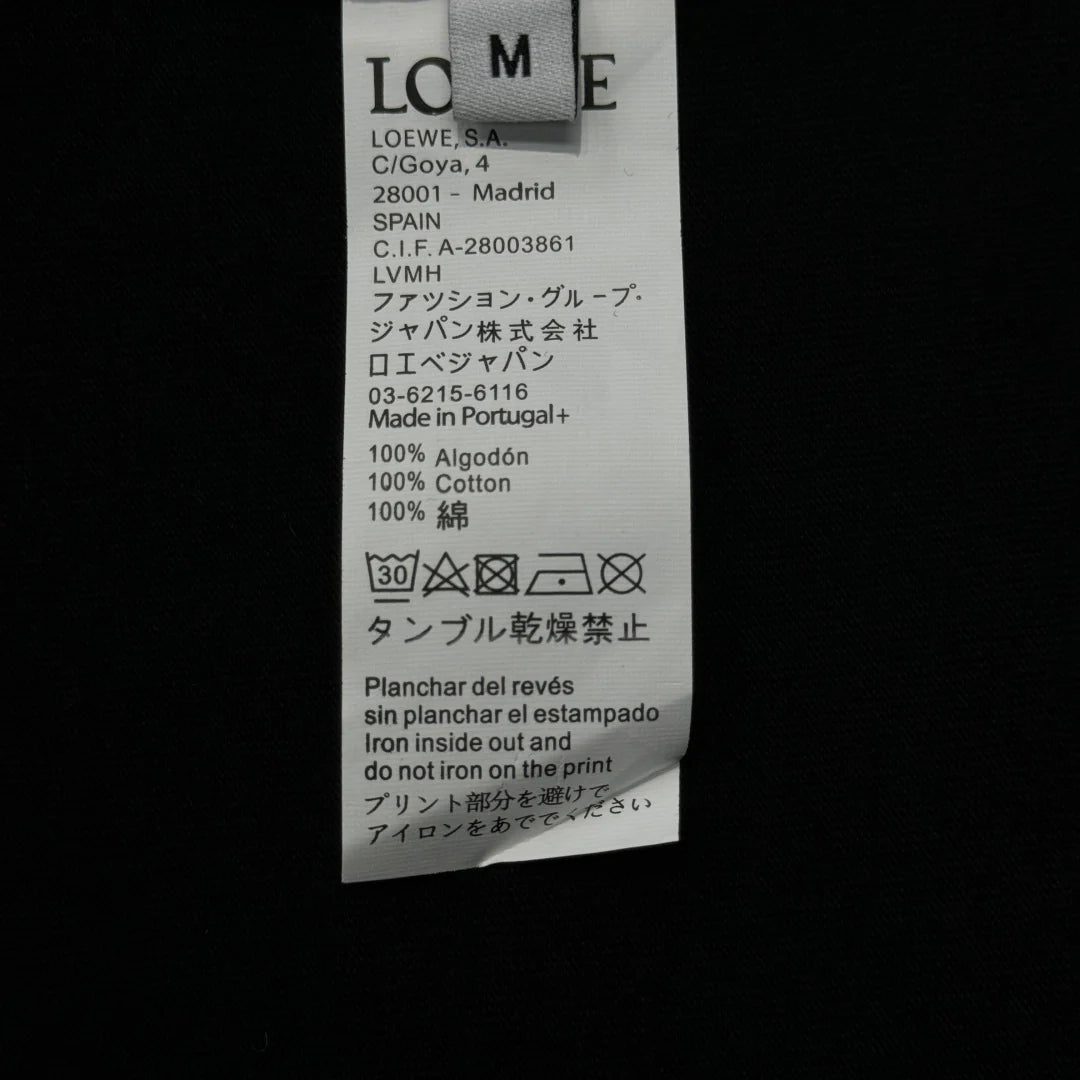 M
LO E
LOEWE, S.A.
C/Goya, 4
28001 - Madrid
SPAIN
C.I.F. A-28003861
LVMH
ファツション・グループ.
ジャパン株式会社
ロエベジャパン
03-6215-6116
Made in Portugal+
100% Algodón
100% Cotton
100% 綿
30
タンブル乾燥禁止
Planchar del revés
sin planchar el estampado
Iron inside out and
do not iron on the print
プリント部分を避けて
アイロンをあででください